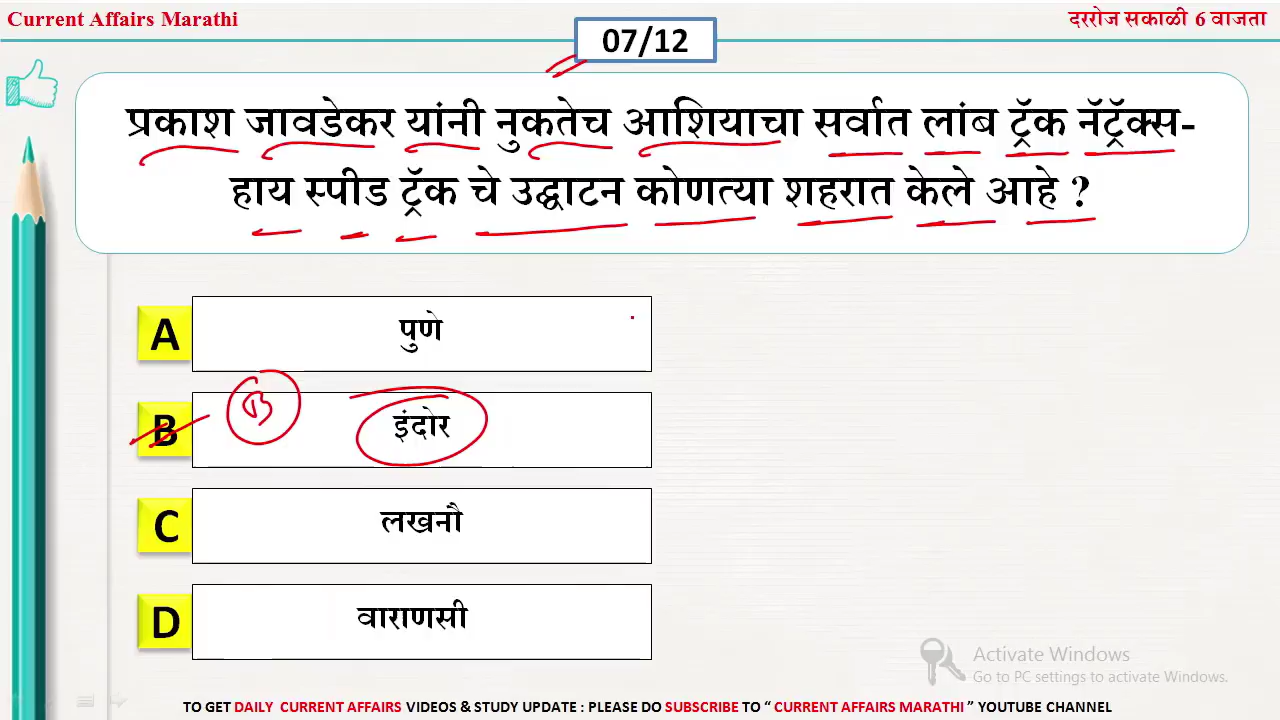 Current Affairs Marathi
दररोज सकाळी 6 वाजता
07/12
प्रकाश जावडेकर यांनी नुकतेच आशियाचा सर्वात लांब ट्रॅक नॅट्रॅक्स-
हाय स्पीड ट्रॅक चे उद्घाटन कोणत्या शहरात केले आहे ?
A पुणे
B
B इंदोर
C लखनौ
D वाराणसी
Activate Windows
Go to PC settings to activate Windows.
TO GET DAILY CURRENT AFFAIRS VIDEOS & STUDY UPDATE : PLEASE DO SUBSCRIBE TO “ CURRENT AFFAIRS MARATHI ” YOUTUBE CHANNEL